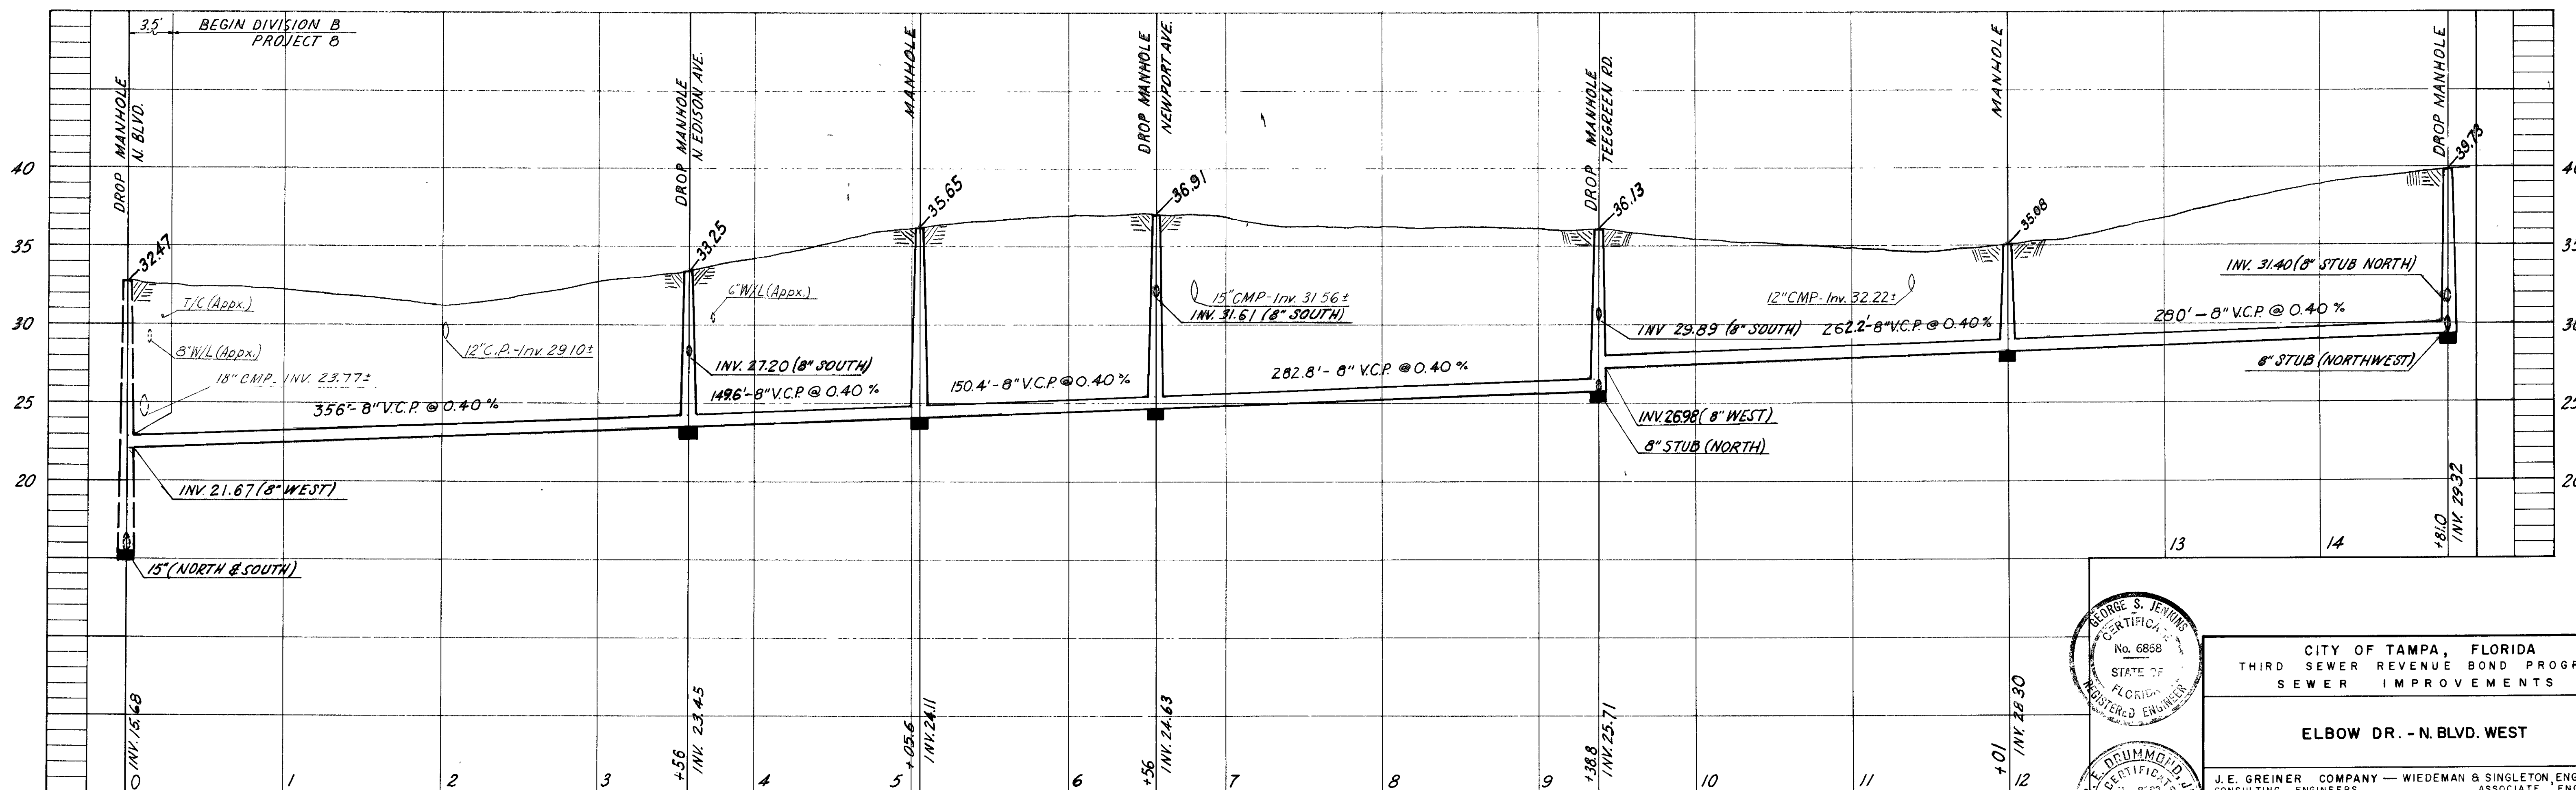 3.5'
BEGIN DIVISION B
PROJECT 8
DROP MANHOLE
N. BLVD.
DROP MANHOLE
N. EDISON AVE.
MANHOLE
DROP MANHOLE
NEWPORT AVE.
DROP MANHOLE
TEEGREEN RD.
MANHOLE
DROP MANHOLE
40
35
30
25
20
32.47
33.25
35.65
36.91
36.13
35.08
39.73
T/C (Appx.)
8" W/L (Appx.)
18" CMP - INV. 23.77±
356'- 8" V.C.P. @ 0.40 %
INV. 21.67 (8" WEST)
15" (NORTH & SOUTH)
12" C.P. - Inv. 29.10±
6" W/L (Appx.)
INV. 27.20 (8" SOUTH)
149.6'- 8" V.C.P. @ 0.40 %
150.4'- 8" V.C.P. @ 0.40 %
15" CMP - Inv. 31.56±
INV. 31.61 (8" SOUTH)
282.8'- 8" V.C.P. @ 0.40 %
INV 29.89 (8" SOUTH)
262.2'- 8" V.C.P. @ 0.40 %
INV. 26.98 (8" WEST)
8" STUB (NORTH)
12" CMP - Inv. 32.22±
INV. 31.40 (8" STUB NORTH)
280' - 8" V.C.P. @ 0.40 %
8" STUB (NORTHWEST)
INV. 15.68
+56
INV. 23.45
+05.6
INV. 24.11
+56
INV. 24.63
+38.8
INV. 25.71
+01
INV. 28.30
+81.0
INV. 29.32
0 1 2 3 4 5 6 7 8 9 10 11 12
13 14
GEORGE S. JENKINS
CERTIFICATE
No. 6858
STATE OF
FLORIDA
REGISTERED ENGINEER
CITY OF TAMPA, FLORIDA
THIRD SEWER REVENUE BOND PROGR
SEWER IMPROVEMENTS
ELBOW DR. - N. BLVD. WEST
E. DRUMMOND, J
CERTIFICAT
J. E. GREINER COMPANY — WIEDEMAN & SINGLETON, ENG
CONSULTING ENGINEERS ASSOCIATE